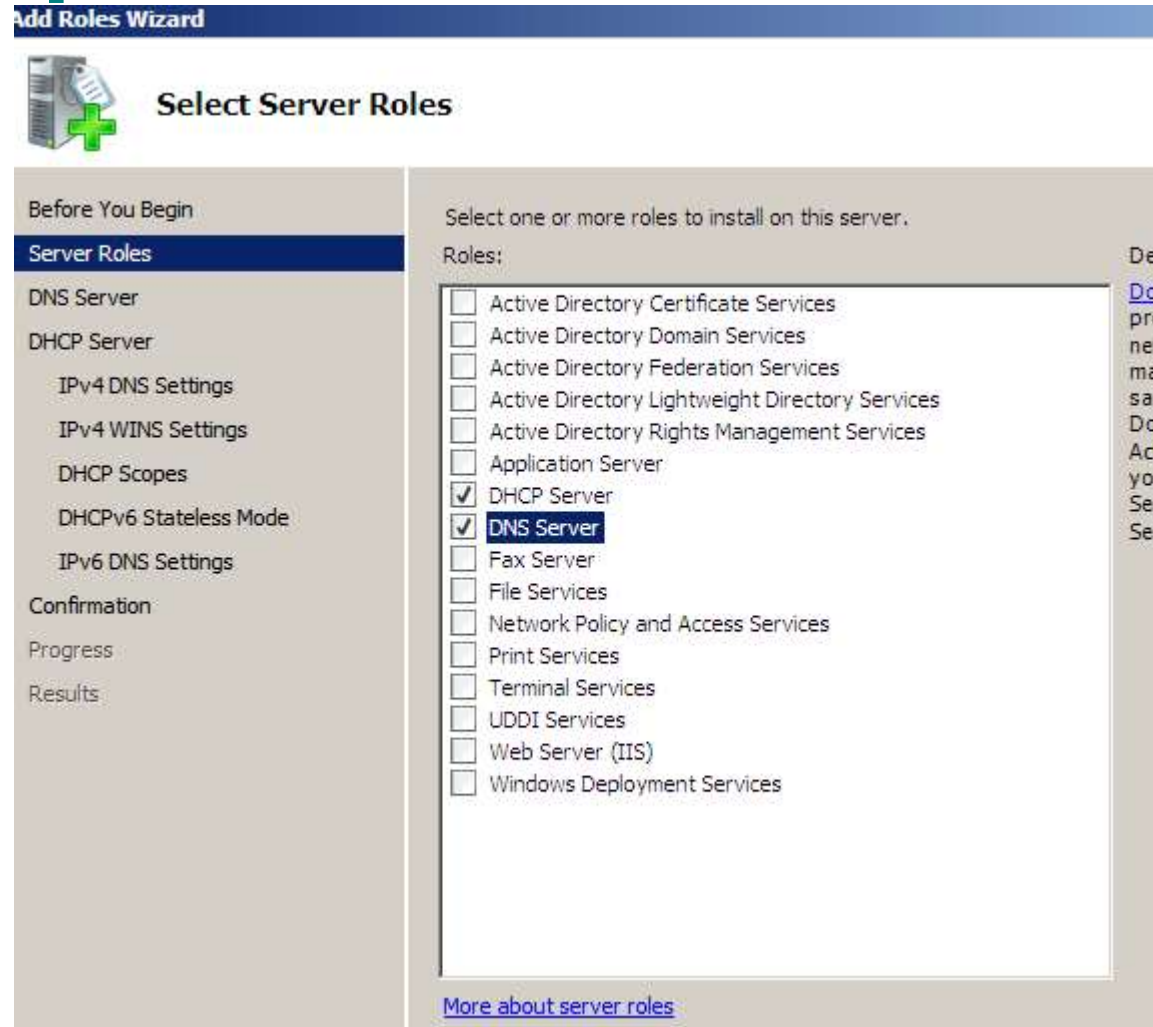 Add Roles Wizard
Select Server Roles
Before You Begin
Server Roles
DNS Server
DHCP Server
IPv4 DNS Settings
IPv4 WINS Settings
DHCP Scopes
DHCPv6 Stateless Mode
IPv6 DNS Settings
Confirmation
Progress
Results
Select one or more roles to install on this server.
Roles:
Active Directory Certificate Services
Active Directory Domain Services
Active Directory Federation Services
Active Directory Lightweight Directory Services
Active Directory Rights Management Services
Application Server
DHCP Server
DNS Server
Fax Server
File Services
Network Policy and Access Services
Print Services
Terminal Services
UDDI Services
Web Server (IIS)
Windows Deployment Services
More about server roles